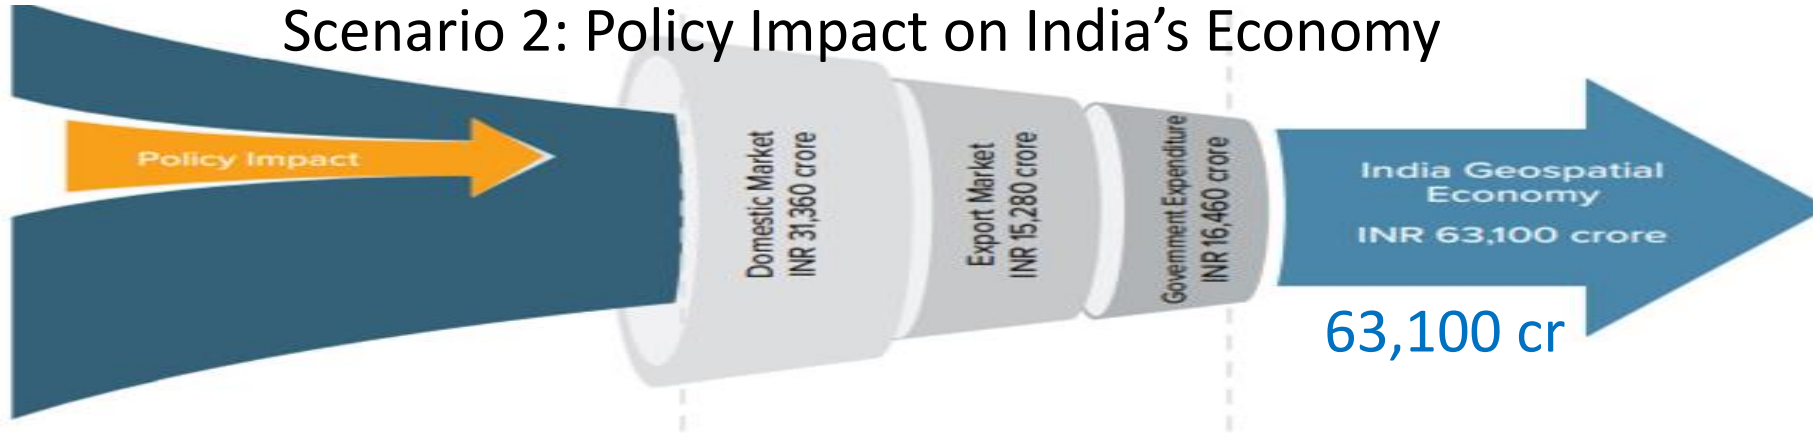 Scenario 2: Policy Impact on India’s Economy
Policy Impact
Domestic Market
INR 31,360 crore
Export Market
INR 15,280 crore
Government Expenditure
INR 16,460 crore
India Geospatial
Economy
INR 63,100 crore
63,100 cr